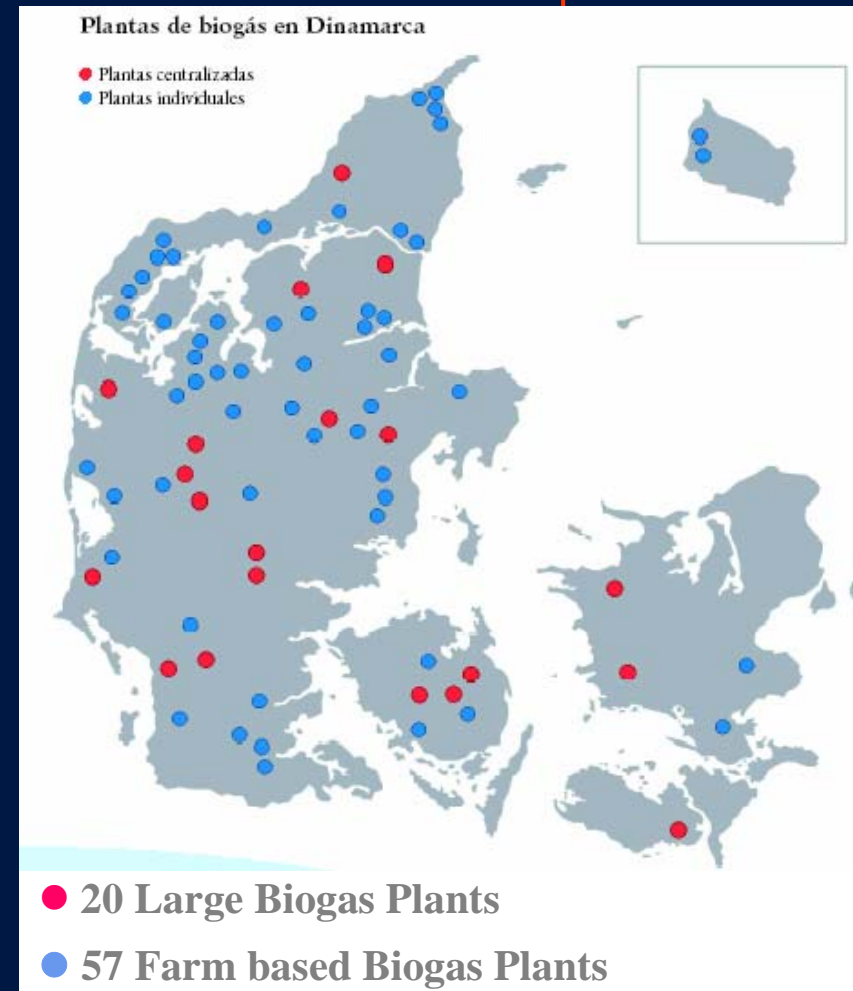 Plantas de biogás en Dinamarca
Plantas centralizadas
Plantas individuales
20 Large Biogas Plants
57 Farm based Biogas Plants